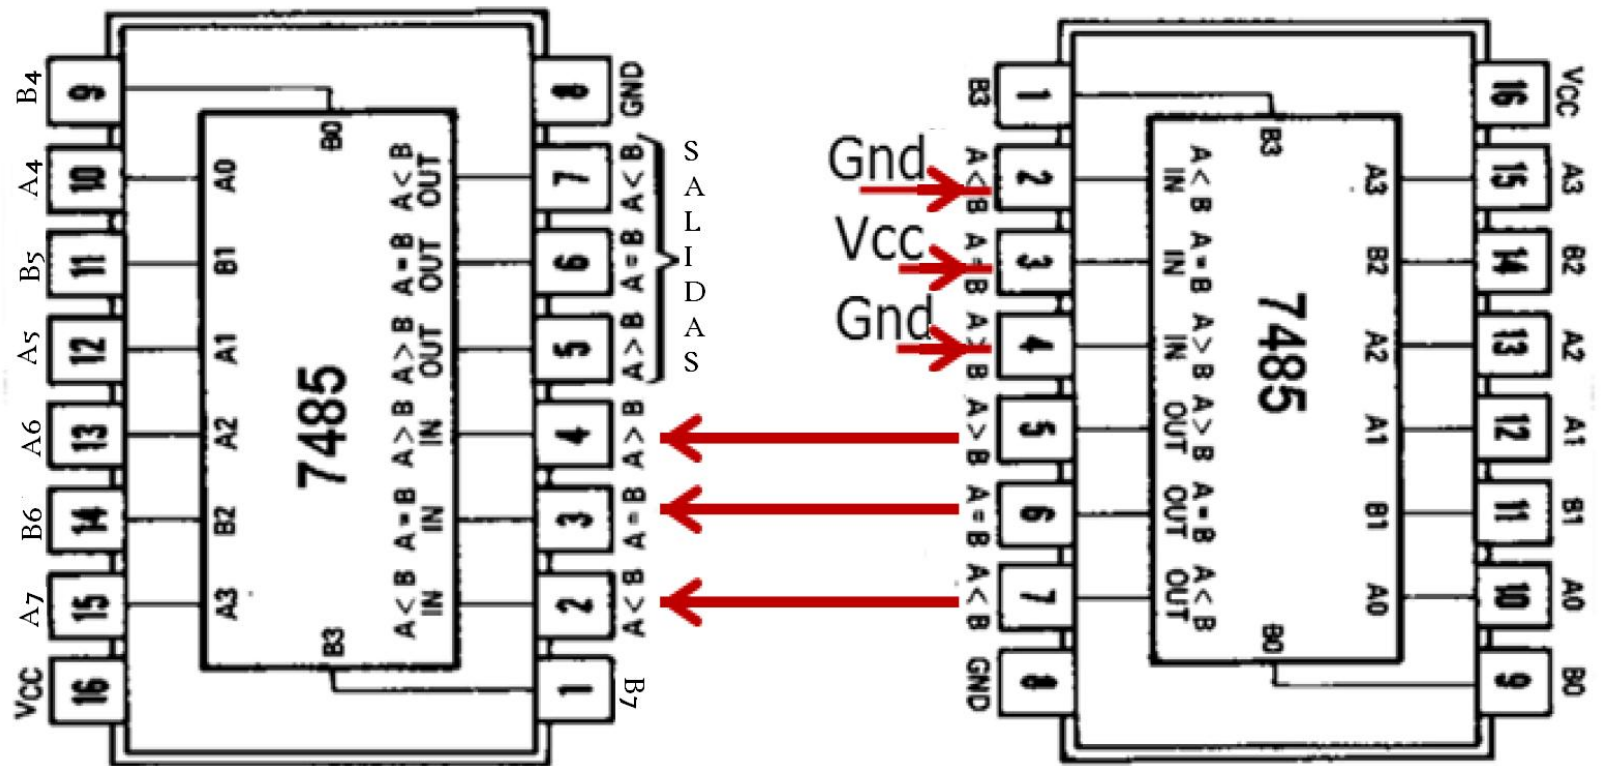 B4
9
8
GND
A4
10
A0
B0
A < B
OUT
7
A < B
B5
11
B1
A = B
OUT
6
A = B
A5
12
A1
A > B
OUT
5
A > B
SALIDAS
A6
13
A2
7485
A > B
IN
4
A > B
B6
14
B2
A = B
IN
3
A = B
A7
15
A3
A < B
IN
2
A < B
VCC
16
B3
1
B7
B3
1
B3
16
VCC
Gnd
A < B
2
A < B
IN
A3
15
A3
Vcc
A = B
3
A = B
IN
B2
14
B2
Gnd
A > B
4
A > B
IN
7485
A2
13
A2
A > B
5
A > B
OUT
A1
12
A1
A = B
6
A = B
OUT
B1
11
B1
A < B
7
A < B
OUT
A0
10
A0
GND
8
B0
9
B0